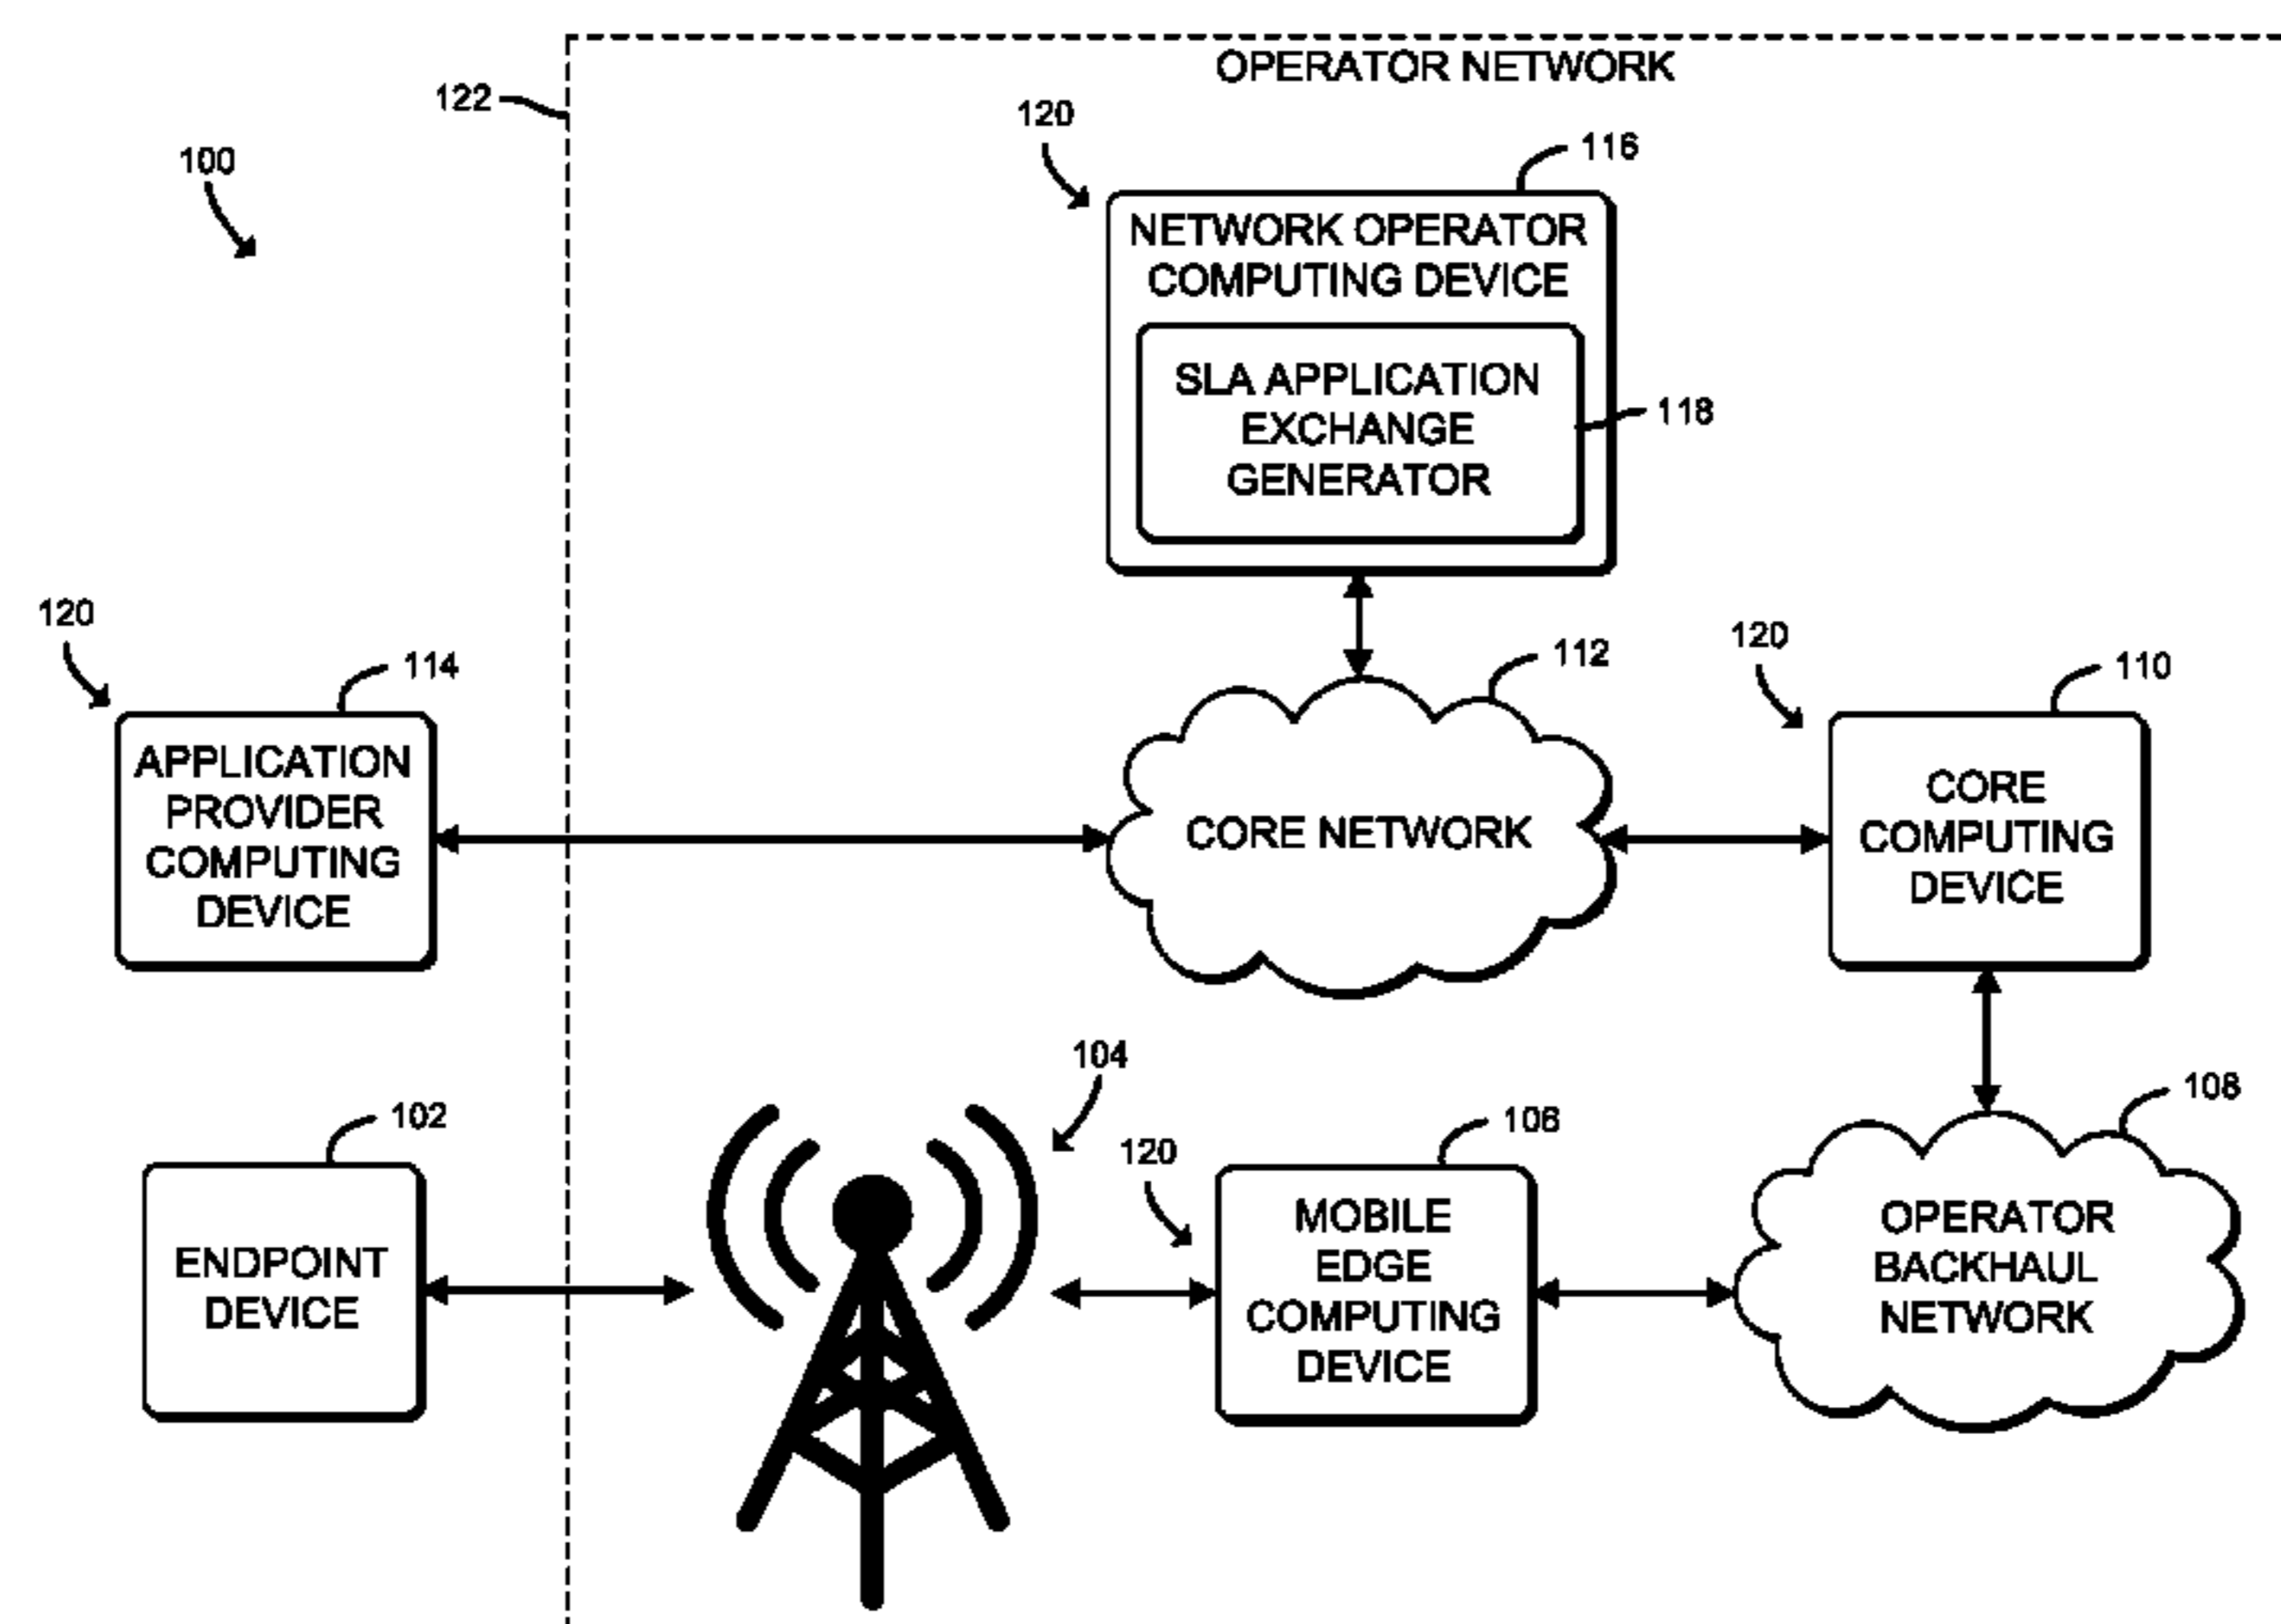 OPERATOR NETWORK
122
120
116
100
NETWORK OPERATOR
COMPUTING DEVICE
SLA APPLICATION
EXCHANGE
GENERATOR
118
120
114
APPLICATION
PROVIDER
COMPUTING
DEVICE
112
CORE NETWORK
120
110
CORE
COMPUTING
DEVICE
102
ENDPOINT
DEVICE
104
120
106
MOBILE
EDGE
COMPUTING
DEVICE
108
OPERATOR
BACKHAUL
NETWORK